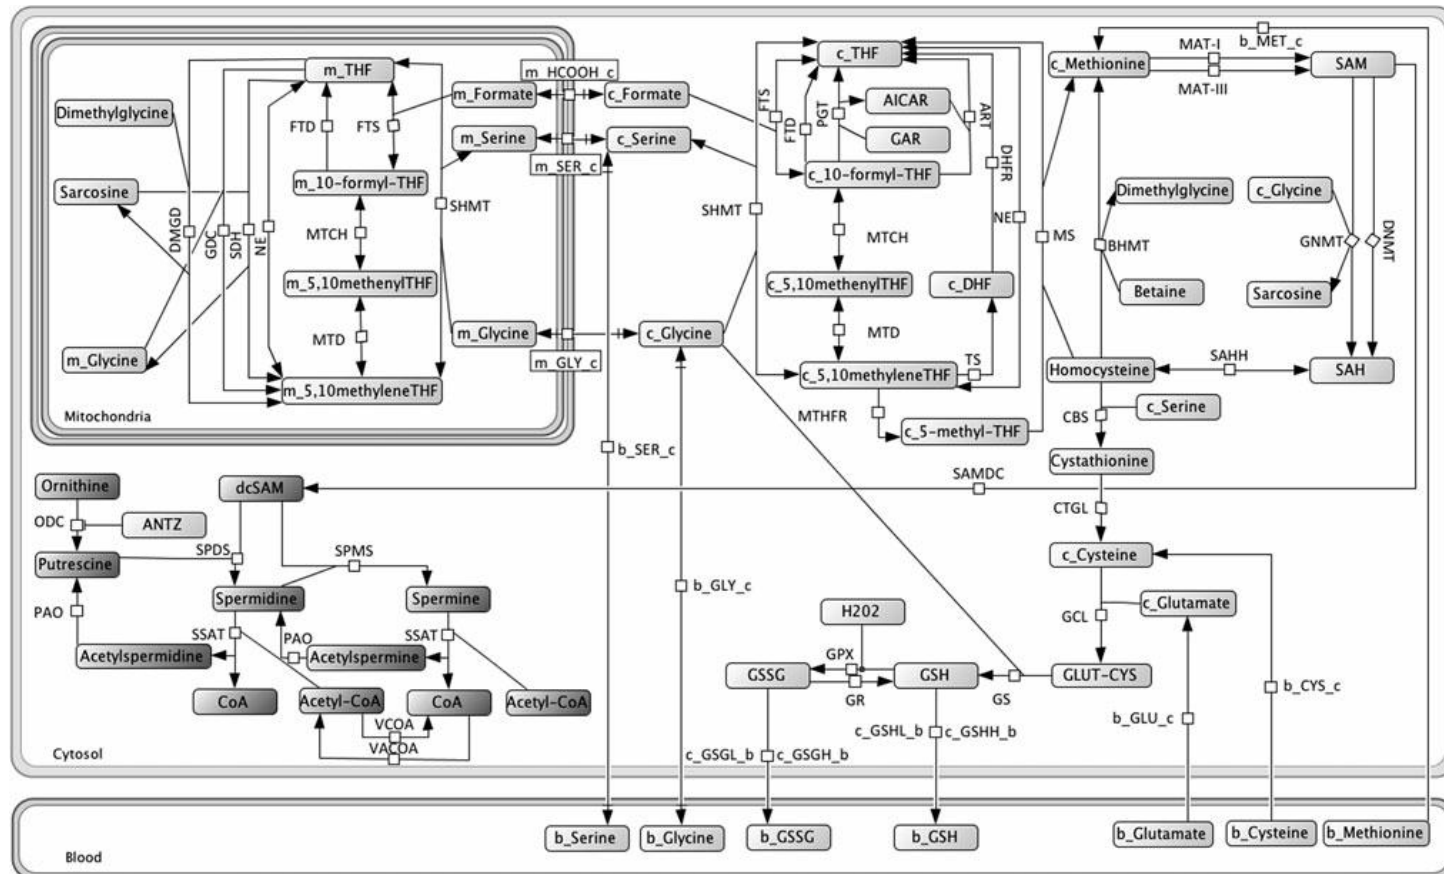 m_THF
Dimethylglycine
FTD
FTS
m_Formate
m_HCOOH_c
c_Formate
m_Serine
c_Serine
m_SER_c
m_10-formyl-THF
Sarcosine
DMGD
GDC
SDH
NE
MTCH
SHMT
m_5,10methenylTHF
MTD
m_Glycine
m_Glycine
c_Glycine
m_GLY_c
m_5,10methyleneTHF
Mitochondria
c_THF
FTS
FTD
PGT
AICAR
GAR
ART
DHFR
c_10-formyl-THF
SHMT
MTCH
NE
MS
c_5,10methenylTHF
c_DHF
MTD
c_5,10methyleneTHF
TS
MTHFR
c_5-methyl-THF
c_Methionine
MAT-I
b_MET_c
MAT-III
SAM
Dimethylglycine
c_Glycine
BHMT
GNMT
DNMT
Betaine
Sarcosine
Homocysteine
SAHH
SAH
CBS
c_Serine
Cystathionine
b_SER_c
SAMDC
CTGL
c_Cysteine
Ornithine
dcSAM
ODC
ANTZ
SPDS
SPMS
Putrescine
Spermidine
Spermine
PAO
SSAT
PAO
SSAT
Acetylspermidine
Acetylspermine
CoA
Acetyl-CoA
CoA
Acetyl-CoA
VCOA
VACOA
b_GLY_c
H202
GCL
c_Glutamate
GPX
GSSG
GSH
GR
GS
GLUT-CYS
b_CYS_c
b_GLU_c
c_GSGL_b
c_GSGH_b
c_GSHL_b
c_GSHH_b
Cytosol
b_Serine
b_Glycine
b_GSSG
b_GSH
b_Glutamate
b_Cysteine
b_Methionine
Blood